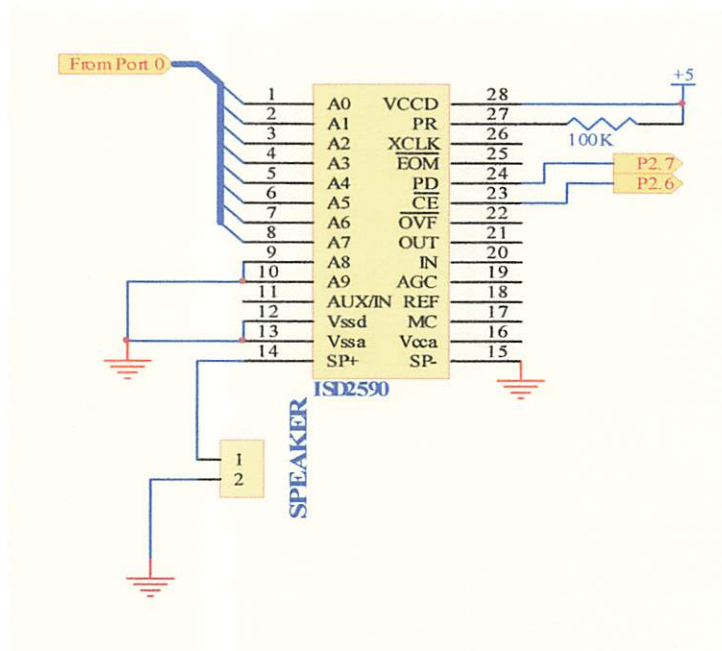 From Port 0
+5
1 A0 VCCD 28
2 A1 PR 27
100K
3 A2 XCLK 26
4 A3 EOM 25
5 A4 PD 24 P2.7
6 A5 CE 23 P2.6
7 A6 OVF 22
8 A7 OUT 21
9 A8 IN 20
10 A9 AGC 19
11 AUX/IN REF 18
12 Vssd MC 17
13 Vssa Vcca 16
14 SP+ SP- 15
ISD2590
SPEAKER
1
2